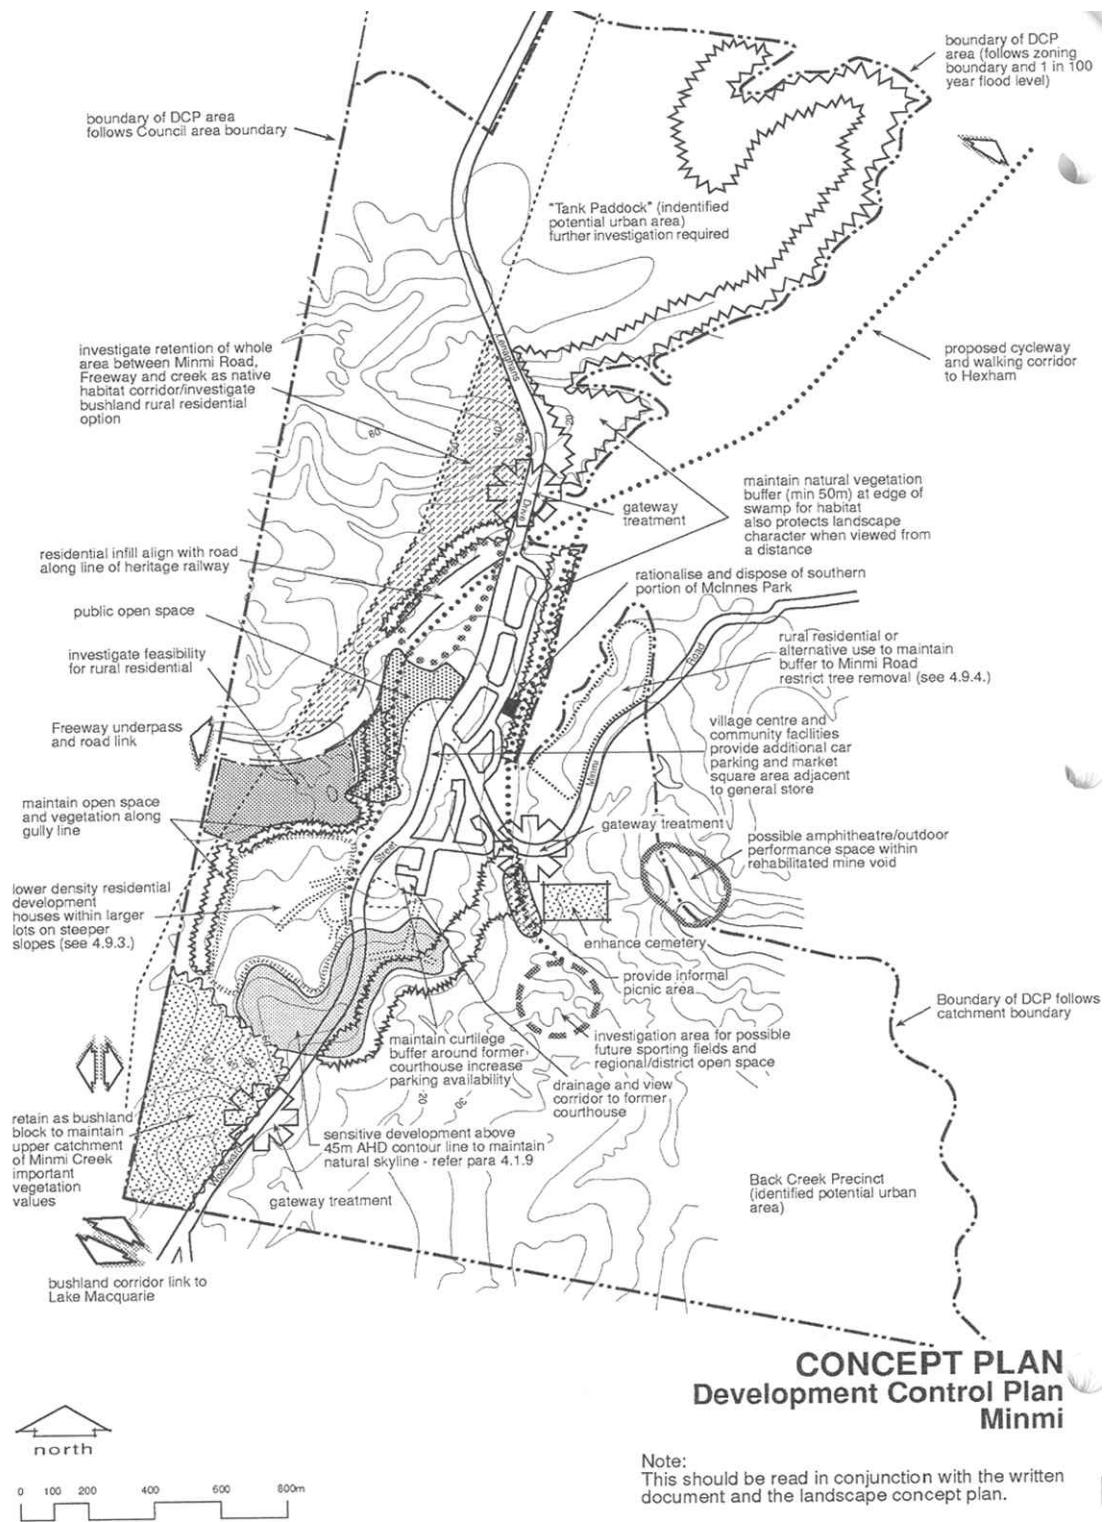 boundary of DCP
area (follows zoning
boundary and 1 in 100
year flood level)
boundary of DCP area
follows Council area boundary
"Tank Paddock" (indentified
potential urban area)
further investigation required
investigate retention of whole
area between Minmi Road,
Freeway and creek as native
habitat corridor/investigate
bushland rural residential
option
proposed cycleway
and walking corridor
to Hexham
60
20
Drive
gateway
treatment
maintain natural vegetation
buffer (min 50m) at edge of
swamp for habitat
also protects landscape
character when viewed from
a distance
residential infill align with road
along line of heritage railway
rationalise and dispose of southern
portion of McInnes Park
public open space
investigate feasibility
for rural residential
rural residential or
alternative use to maintain
buffer to Minmi Road
restrict tree removal (see 4.9.4.)
Minmi
Road
Freeway underpass
and road link
village centre and
community facilities
provide additional car
parking and market
square area adjacent
to general store
maintain open space
and vegetation along
gully line
gateway treatment
possible amphitheatre/outdoor
performance space within
rehabilitated mine void
Street
lower density residential
development
houses within larger
lots on steeper
slopes (see 4.9.3.)
enhance cemetery
provide informal
picnic area
Boundary of DCP follows
catchment boundary
maintain curtilege
buffer around former
courthouse increase
parking availability
investigation area for possible
future sporting fields and
regional/district open space
drainage and view
corridor to former
courthouse
20
30
retain as bushland
block to maintain
upper catchment
of Minmi Creek
important
vegetation
values
sensitive development above
45m AHD contour line to maintain
natural skyline - refer para 4.1.9
Woodward
gateway treatment
Back Creek Precinct
(identified potential urban
area)
bushland corridor link to
Lake Macquarie
CONCEPT PLAN
Development Control Plan
Minmi
north
Note:
This should be read in conjunction with the written
document and the landscape concept plan.
0 100 200 400 600 800m